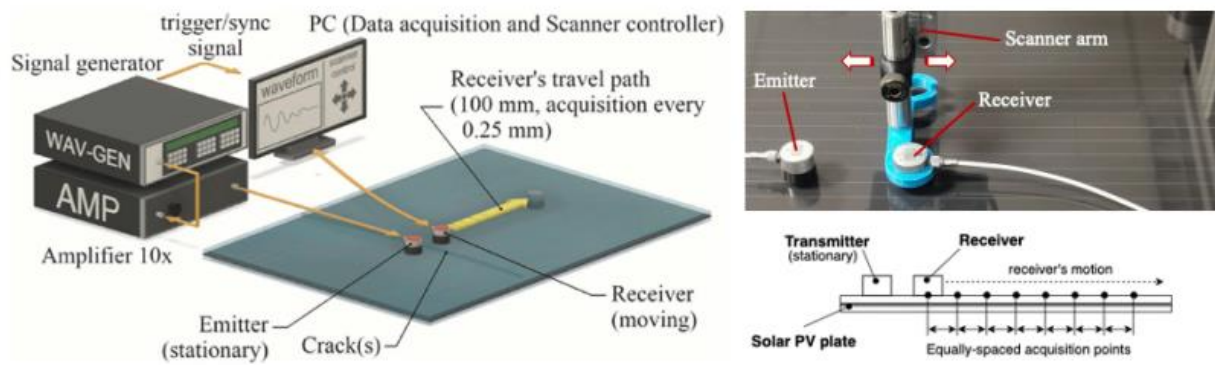 trigger/sync
signal
PC (Data acquisition and Scanner controller)
Signal generator
waveform
scanner
control
WAV-GEN
AMP
Amplifier 10x
Receiver's travel path
(100 mm, acquisition every
0.25 mm)
Emitter
(stationary)
Crack(s)
Receiver
(moving)
Scanner arm
Emitter
Receiver
Transmitter
(stationary)
Receiver
receiver's motion
Solar PV plate
Equally-spaced acquisition points